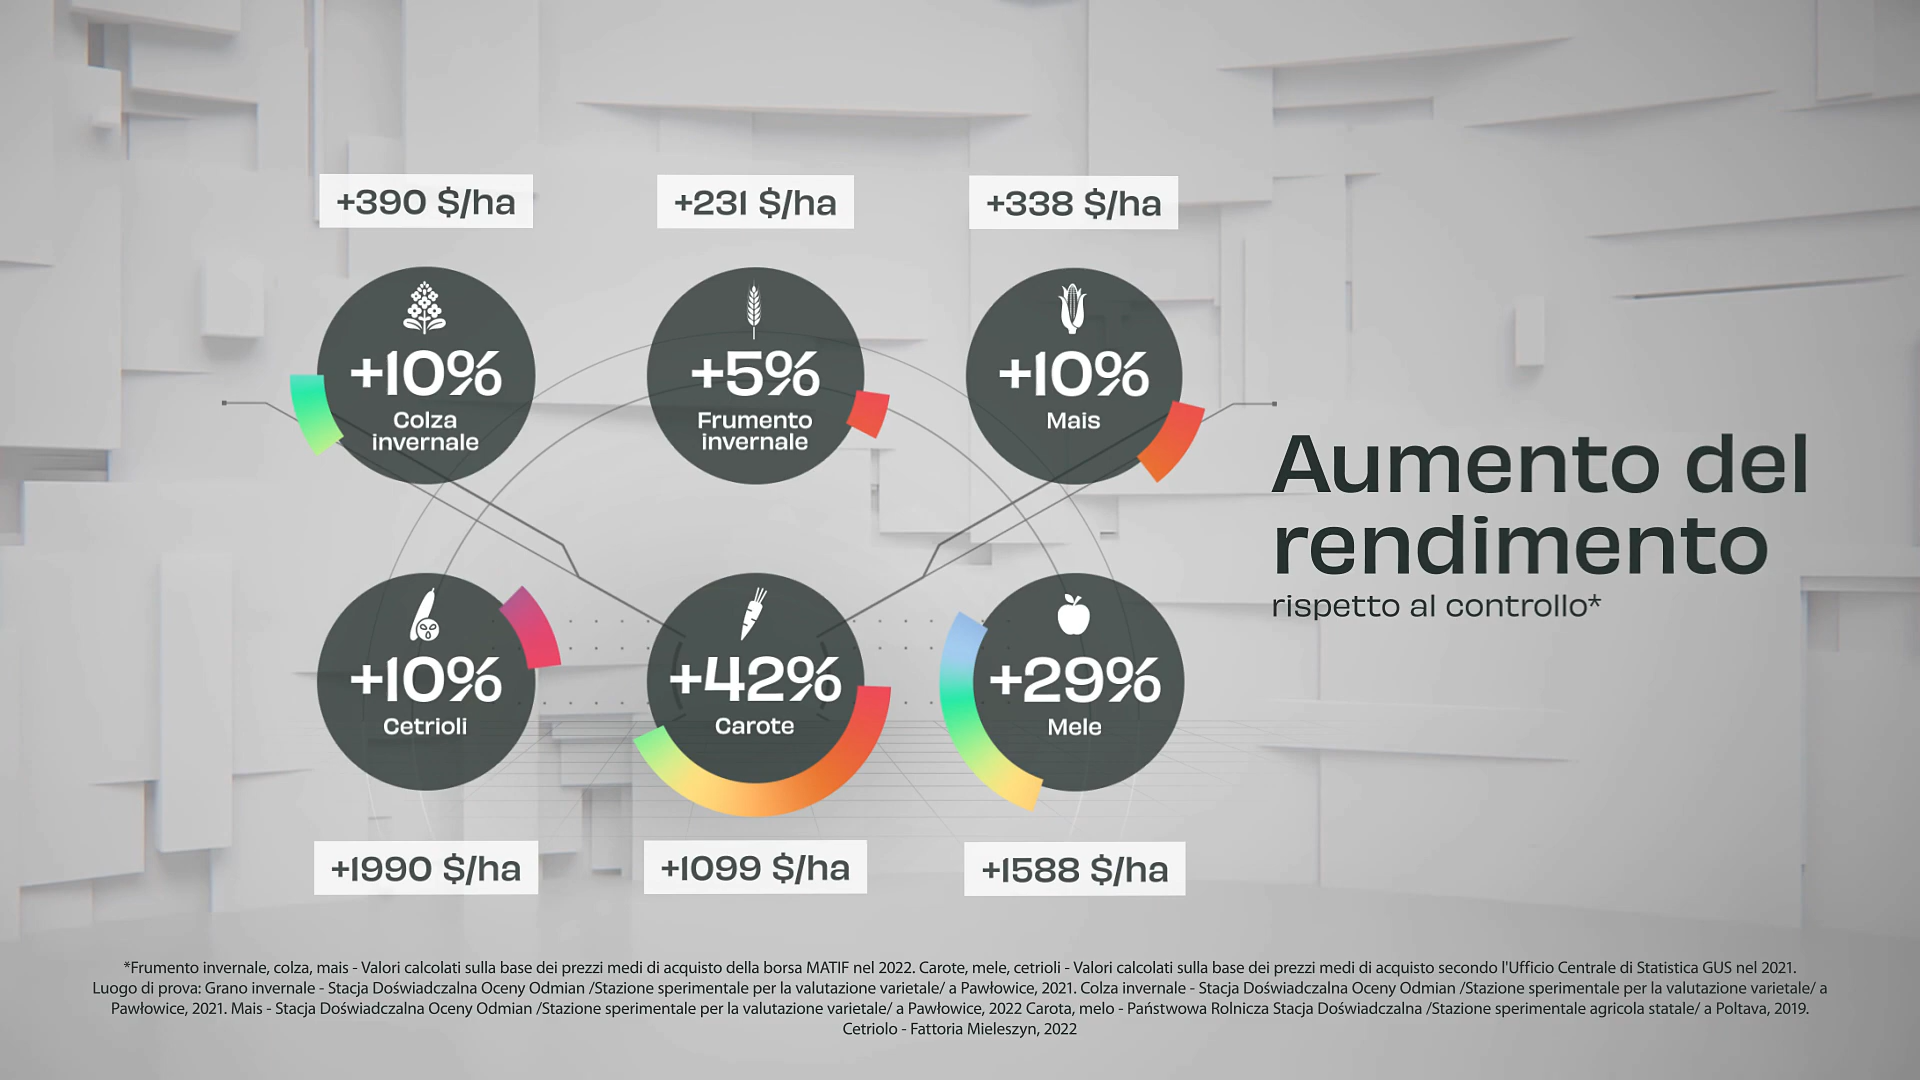 +390 $/ha
+231 $/ha
+338 $/ha
+10%
Colza
invernale
+5%
Frumento
invernale
+10%
Mais
Aumento del
rendimento
rispetto al controllo*
+10%
Cetrioli
+42%
Carote
+29%
Mele
+1990 $/ha
+1099 $/ha
+1588 $/ha
*Frumento invernale, colza, mais - Valori calcolati sulla base dei prezzi medi di acquisto della borsa MATIF nel 2022. Carote, mele, cetrioli - Valori calcolati sulla base dei prezzi medi di acquisto secondo l'Ufficio Centrale di Statistica GUS nel 2021.
Luogo di prova: Grano invernale - Stacja Doświadczalna Oceny Odmian /Stazione sperimentale per la valutazione varietale/ a Pawłowice, 2021. Colza invernale - Stacja Doświadczalna Oceny Odmian /Stazione sperimentale per la valutazione varietale/ a
Pawłowice, 2021. Mais - Stacja Doświadczalna Oceny Odmian /Stazione sperimentale per la valutazione varietale/ a Pawłowice, 2022 Carota, melo - Państwowa Rolnicza Stacja Doświadczalna /Stazione sperimentale agricola statale/ a Poltava, 2019.
Cetriolo - Fattoria Mieleszyn, 2022